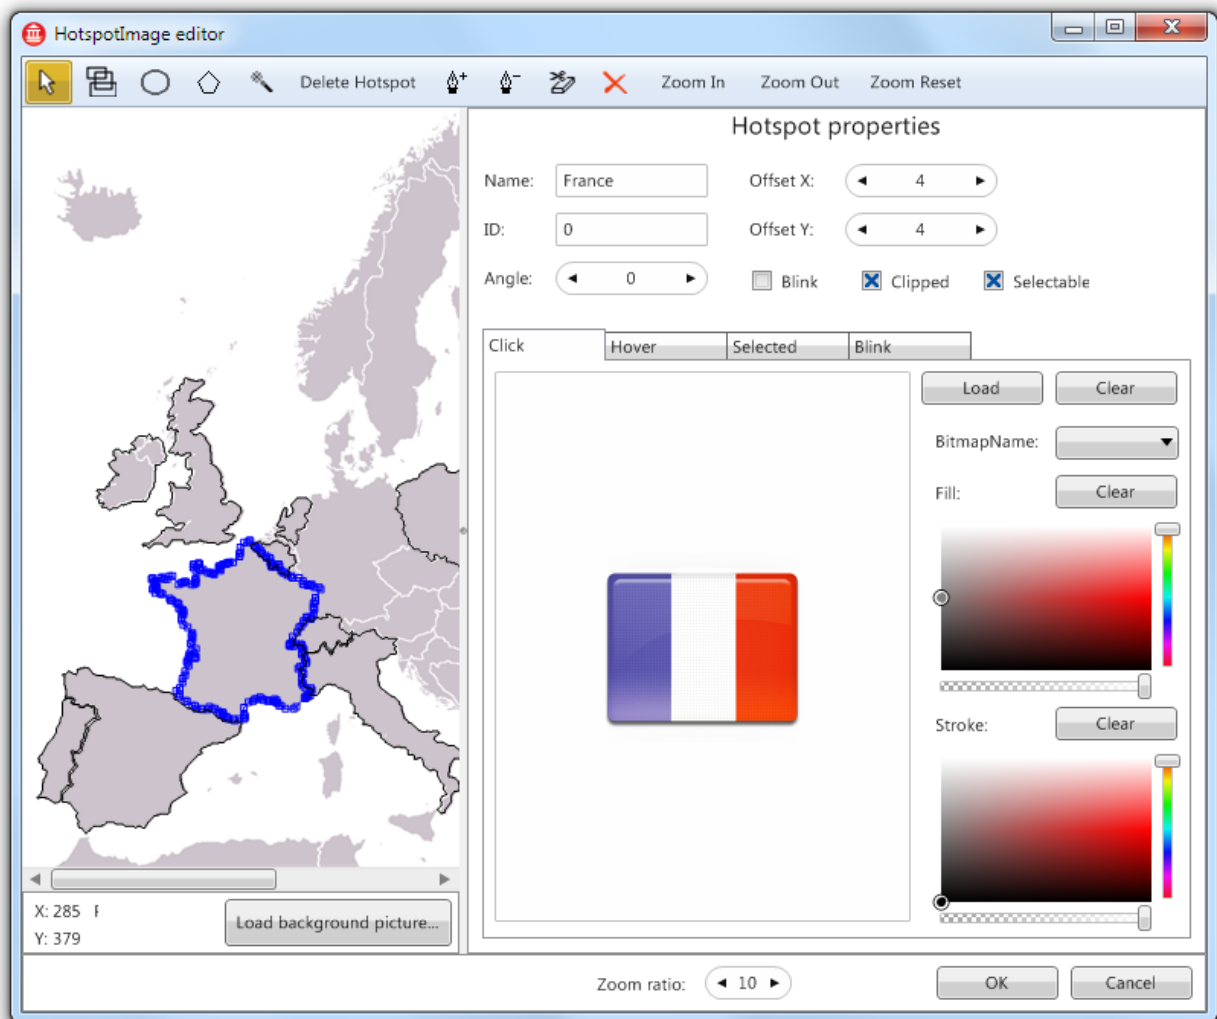 HotspotImage editor
Delete Hotspot Zoom In Zoom Out Zoom Reset
Hotspot properties
Name: France Offset X: 4
ID: 0 Offset Y: 4
Angle: 0 Blink Clipped Selectable
Click Hover Selected Blink
Load Clear
BitmapName:
Fill: Clear
Stroke: Clear
X: 285
Y: 379
Load background picture...
Zoom ratio: 10 OK Cancel